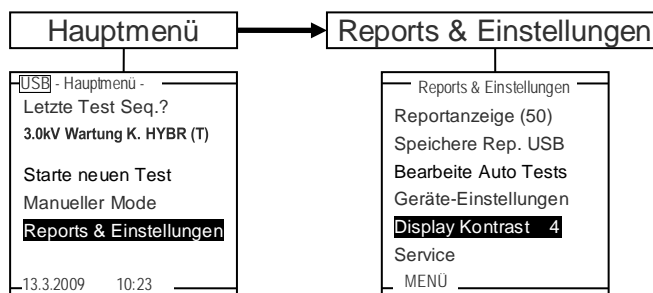 Hauptmenü
Reports & Einstellungen
USB - Hauptmenü -
Letzte Test Seq.?
3.0kV Wartung K. HYBR (T)
Starte neuen Test
Manueller Mode
Reports & Einstellungen
13.3.2009 10:23
Reports & Einstellungen
Reportanzeige (50)
Speichere Rep. USB
Bearbeite Auto Tests
Geräte-Einstellungen
Display Kontrast 4
Service
MENÜ